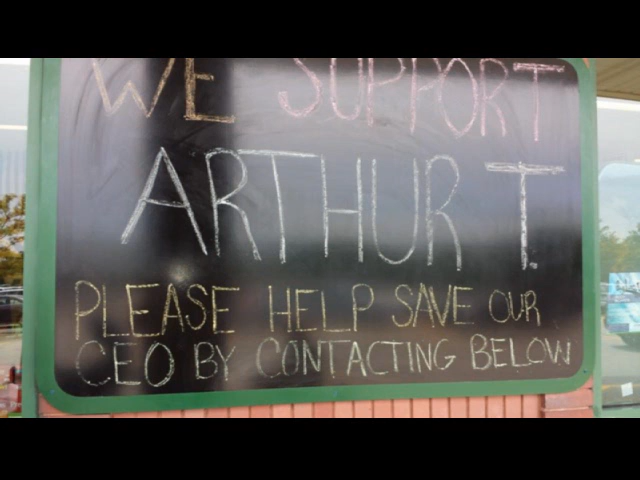 WE SUPPORT
ARTHUR T.
PLEASE HELP SAVE OUR
CEO BY CONTACTING BELOW